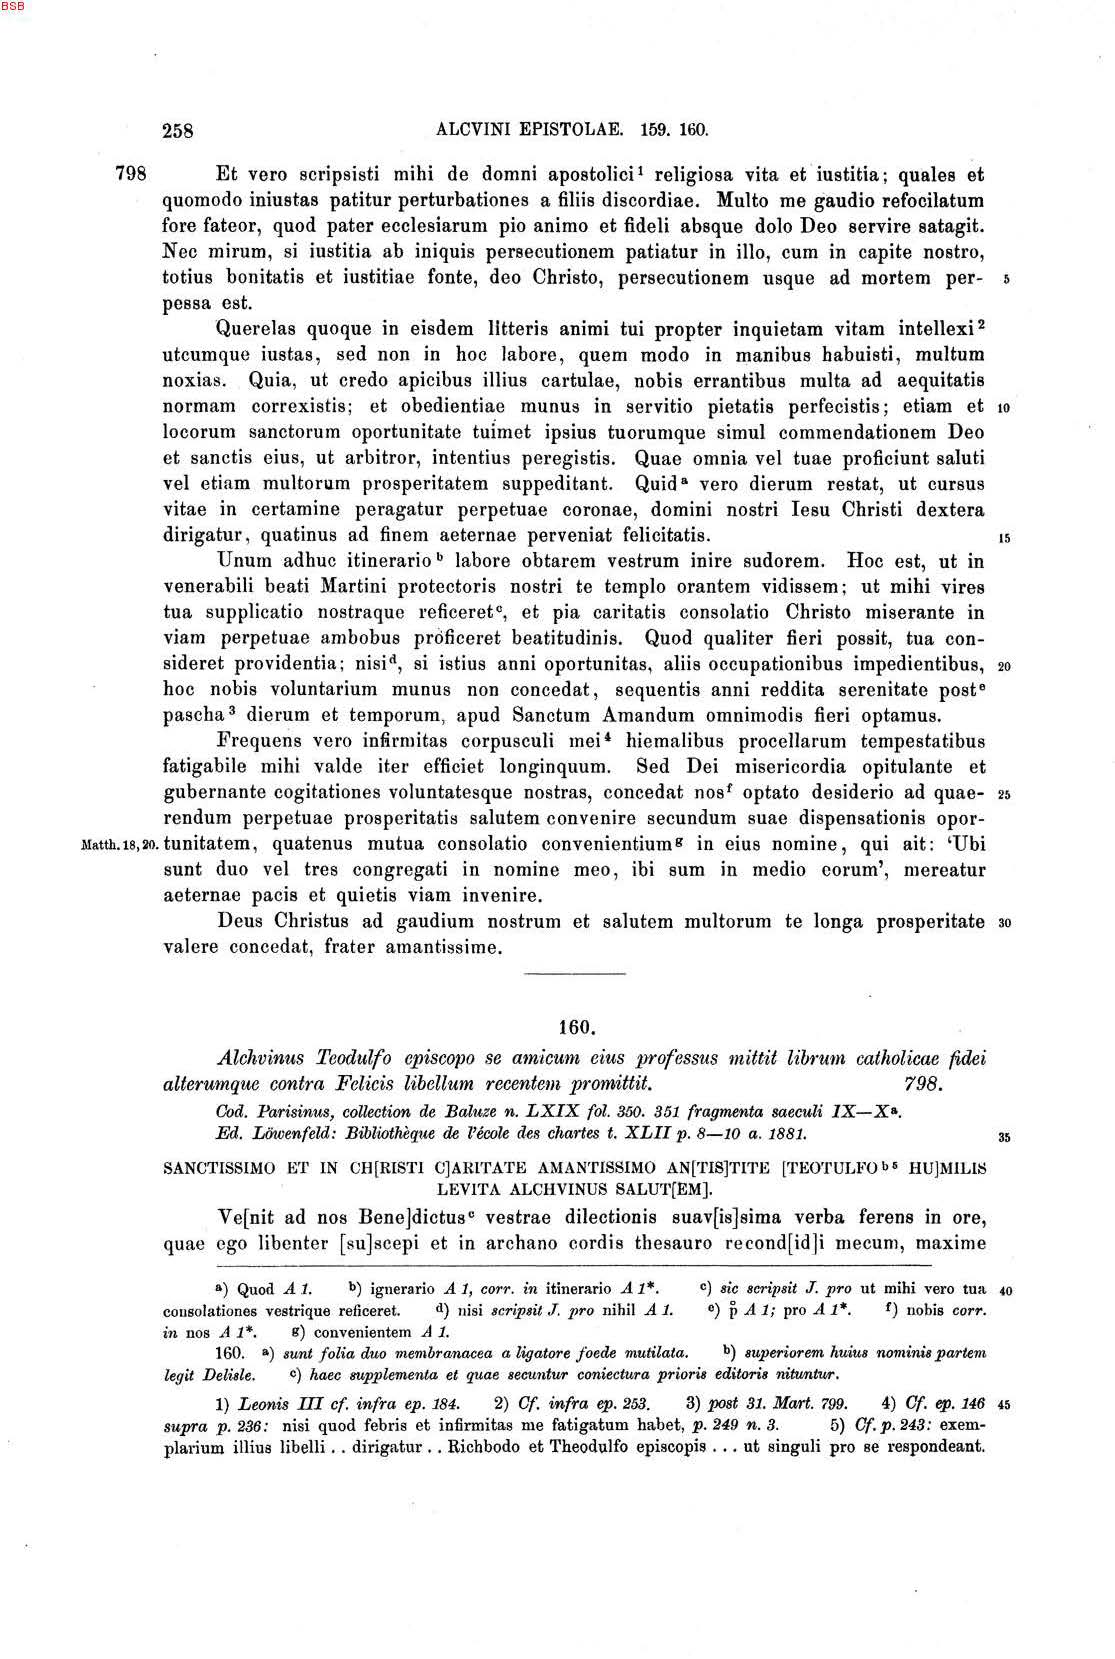 BSB
258 ALCVINI EPISTOLAE. 159. 160.
798 Et vero scripsisti mihi de domni apostolici¹ religiosa vita et iustitia; quales et
quomodo iniustas patitur perturbationes a filiis discordiae. Multo me gaudio refocilatum
fore fateor, quod pater ecclesiarum pio animo et fideli absque dolo Deo servire satagit.
Nec mirum, si iustitia ab iniquis persecutionem patiatur in illo, cum in capite nostro,
totius bonitatis et iustitiae fonte, deo Christo, persecutionem usque ad mortem per- 5
pessa est.
Querelas quoque in eisdem litteris animi tui propter inquietam vitam intellexi²
utcumque iustas, sed non in hoc labore, quem modo in manibus habuisti, multum
noxias. Quia, ut credo apicibus illius cartulae, nobis errantibus multa ad aequitatis
normam correxistis; et obedientiae munus in servitio pietatis perfecistis; etiam et 10
locorum sanctorum oportunitate tuimet ipsius tuorumque simul commendationem Deo
et sanctis eius, ut arbitror, intentius peregistis. Quae omnia vel tuae proficiunt saluti
vel etiam multorum prosperitatem suppeditant. Quidᵃ vero dierum restat, ut cursus
vitae in certamine peragatur perpetuae coronae, domini nostri Iesu Christi dextera
dirigatur, quatinus ad finem aeternae perveniat felicitatis. 15
Unum adhuc itinerarioᵇ labore obtarem vestrum inire sudorem. Hoc est, ut in
venerabili beati Martini protectoris nostri te templo orantem vidissem; ut mihi vires
tua supplicatio nostraque reficeretᶜ, et pia caritatis consolatio Christo miserante in
viam perpetuae ambobus proficeret beatitudinis. Quod qualiter fieri possit, tua con-
sideret providentia; nisiᵈ, si istius anni oportunitas, aliis occupationibus impedientibus, 20
hoc nobis voluntarium munus non concedat, sequentis anni reddita serenitate postᵉ
pascha³ dierum et temporum, apud Sanctum Amandum omnimodis fieri optamus.
Frequens vero infirmitas corpusculi mei⁴ hiemalibus procellarum tempestatibus
fatigabile mihi valde iter efficiet longinquum. Sed Dei misericordia opitulante et
gubernante cogitationes voluntatesque nostras, concedat nosᶠ optato desiderio ad quae- 25
rendum perpetuae prosperitatis salutem convenire secundum suae dispensationis opor-
Matth. 18, 20. tunitatem, quatenus mutua consolatio convenientiumᵍ in eius nomine, qui ait: ‘Ubi
sunt duo vel tres congregati in nomine meo, ibi sum in medio eorum’, mereatur
aeternae pacis et quietis viam invenire.
Deus Christus ad gaudium nostrum et salutem multorum te longa prosperitate 30
valere concedat, frater amantissime.
160.
Alchvinus Teodulfo episcopo se amicum eius professus mittit librum catholicae fidei
alterumque contra Felicis libellum recentem promittit. 798.
Cod. Parisinus, collection de Baluze n. LXIX fol. 350. 351 fragmenta saeculi IX—Xᵃ.
Ed. Löwenfeld: Bibliothèque de l'école des chartes t. XLII p. 8—10 a. 1881. 35
SANCTISSIMO ET IN CH[RISTI C]ARITATE AMANTISSIMO AN[TIS]TITE [TEOTULFOᵇ⁵ HU]MILIS
LEVITA ALCHVINUS SALUT[EM].
Ve[nit ad nos Bene]dictusᶜ vestrae dilectionis suav[is]sima verba ferens in ore,
quae ego libenter [su]scepi et in archano cordis thesauro recond[id]i mecum, maxime
a) Quod A 1. b) ignerario A 1, corr. in itinerario A 1*. c) sic scripsit J. pro ut mihi vero tua 40
consolationes vestrique reficeret. d) nisi scripsit J. pro nihil A 1. e) p̊ A 1; pro A 1*. f) nobis corr.
in nos A 1*. g) convenientem A 1.
160. a) sunt folia duo membranacea a ligatore foede mutilata. b) superiorem huius nominis partem
legit Delisle. c) haec supplementa et quae secuntur coniectura prioris editoris nituntur.
1) Leonis III cf. infra ep. 184. 2) Cf. infra ep. 253. 3) post 31. Mart. 799. 4) Cf. ep. 146 45
supra p. 236: nisi quod febris et infirmitas me fatigatum habet, p. 249 n. 3. 5) Cf. p. 243: exem-
plarium illius libelli . . dirigatur . . Richbodo et Theodulfo episcopis . . . ut singuli pro se respondeant.